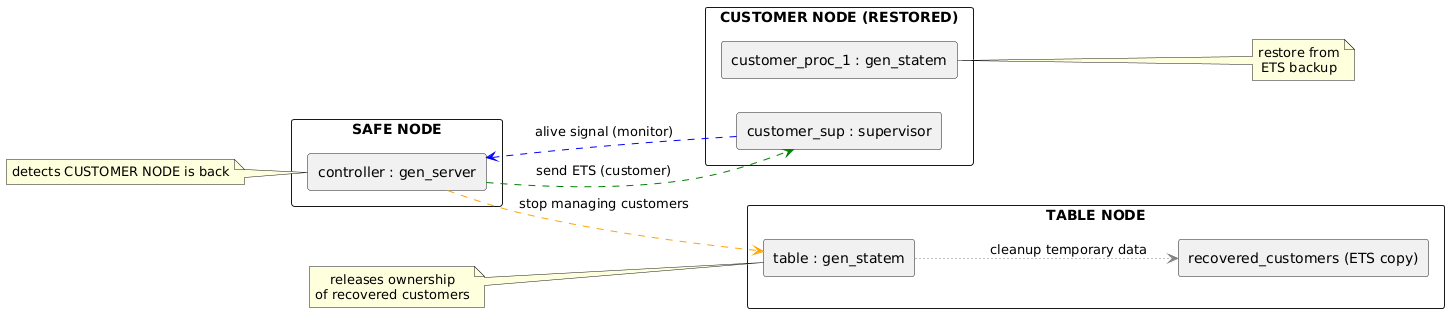 CUSTOMER NODE (RESTORED)
customer_proc_1 : gen_statem
restore from
ETS backup
customer_sup : supervisor
SAFE NODE
alive signal (monitor)
detects CUSTOMER NODE is back
controller : gen_server
send ETS (customer)
stop managing customers
TABLE NODE
table : gen_statem
cleanup temporary data
recovered_customers (ETS copy)
releases ownership
of recovered customers